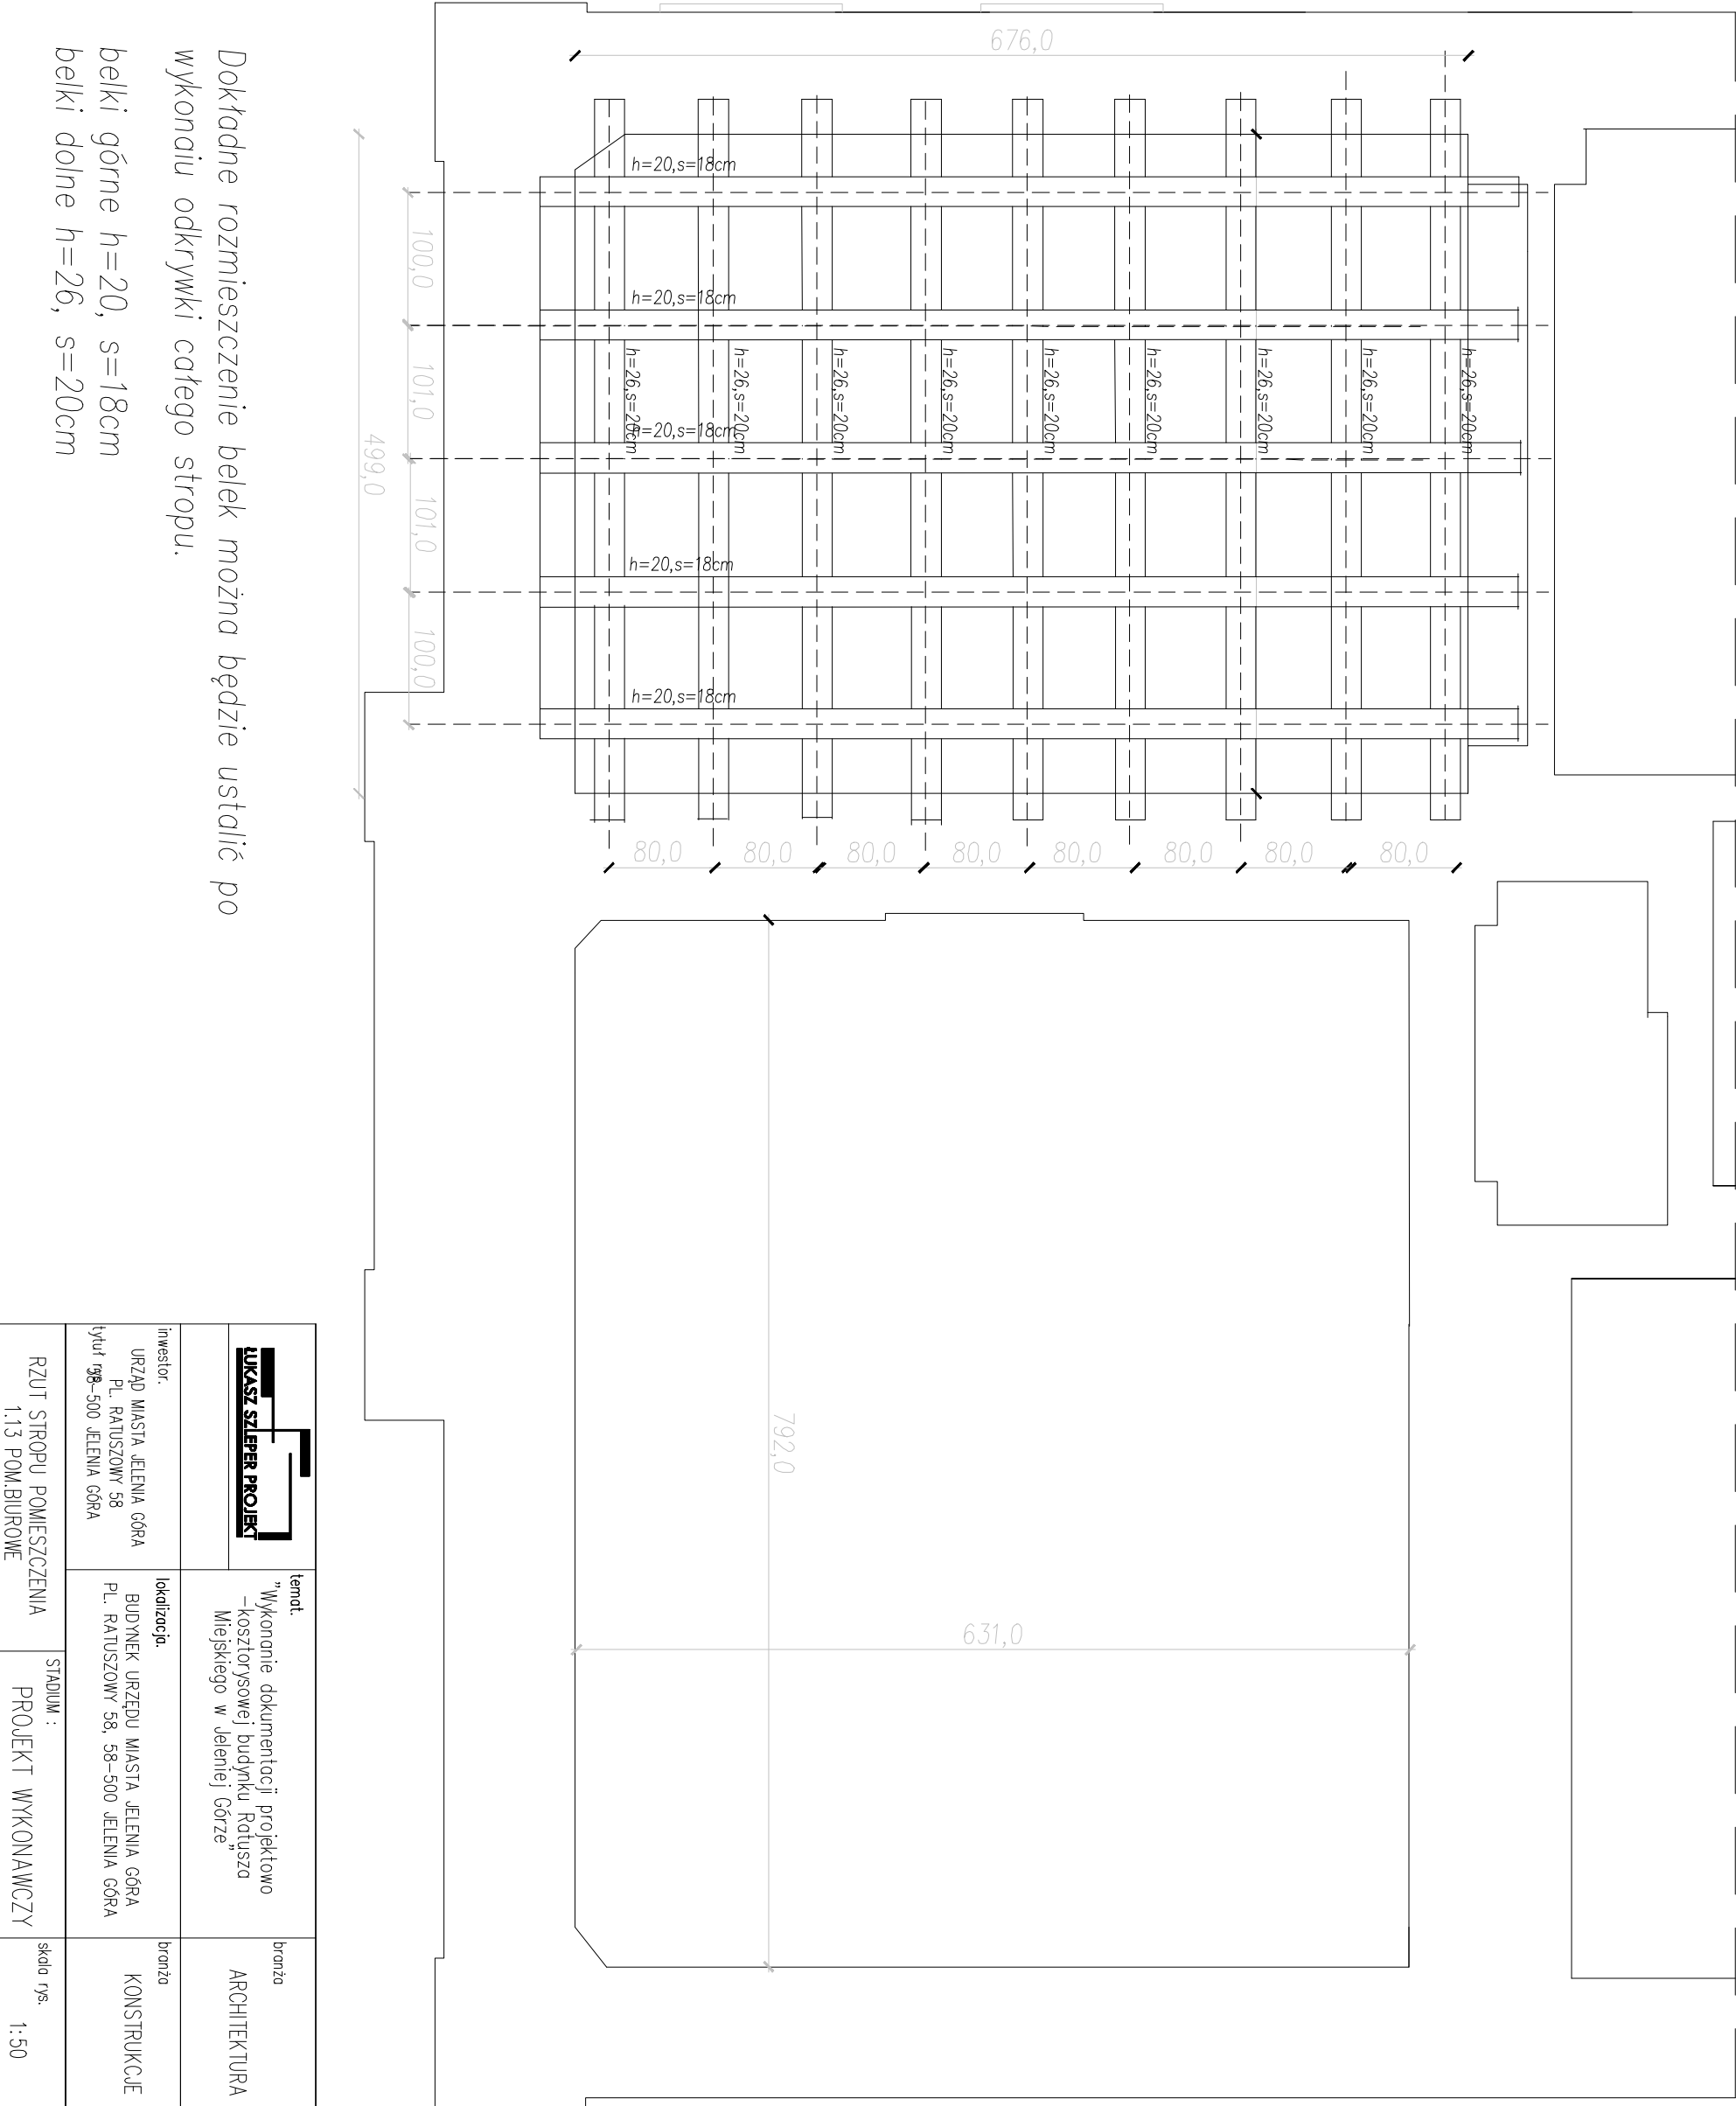 676,0
h=20,s=18cm
h=20,s=18cm
h=20,s=18cm
h=20,s=18cm
h=20,s=18cm
h=26,s=20cm
h=26,s=20cm
h=26,s=20cm
h=26,s=20cm
h=26,s=20cm
h=26,s=20cm
h=26,s=20cm
h=26,s=20cm
h=26,s=20cm
100,0
101,0
101,0
100,0
499,0
80,0
80,0
80,0
80,0
80,0
80,0
80,0
80,0
792,0
631,0
Dokładne rozmieszczenie belek można będzie ustalić po
wykonaiu odkrywki całego stropu.
belki górne h=20, s=18cm
belki dolne h=26, s=20cm
ŁUKASZ SZLEPER PROJEKT
temat.
"Wykonanie dokumentacji projektowo
-kosztorysowej budynku Ratusza
Miejskiego w Jeleniej Górze"
branża
ARCHITEKTURA
inwestor.
URZĄD MIASTA JELENIA GÓRA
PL. RATUSZOWY 58
58-500 JELENIA GÓRA
lokalizacja.
BUDYNEK URZĘDU MIASTA JELENIA GÓRA
PL. RATUSZOWY 58, 58-500 JELENIA GÓRA
branża
KONSTRUKCJE
tytuł rys.
RZUT STROPU POMIESZCZENIA
1.13 POM.BIUROWE
STADIUM :
PROJEKT WYKONAWCZY
skala rys.
1:50